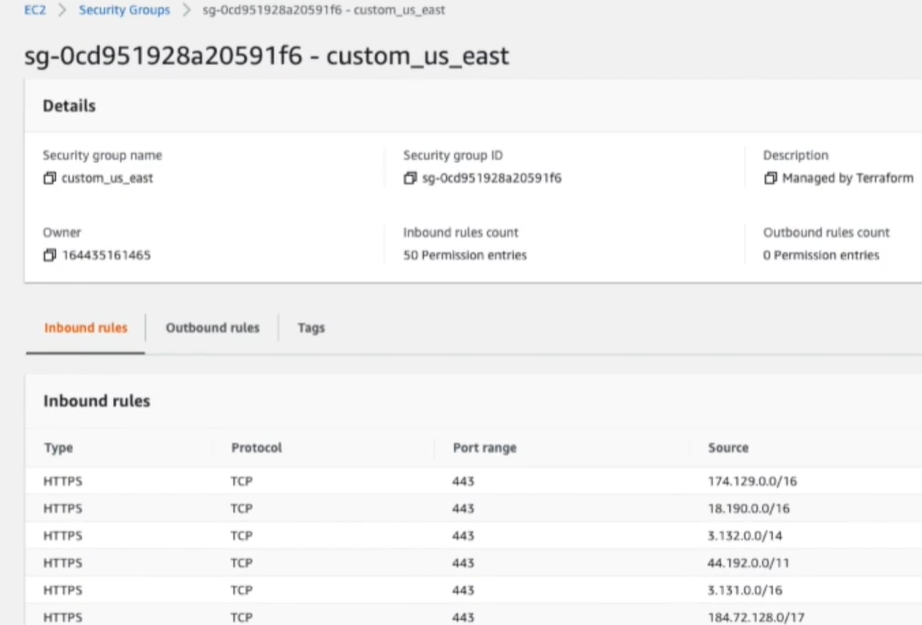 EC2 > Security Groups > sg-0cd951928a20591f6 - custom_us_east
sg-0cd951928a20591f6 - custom_us_east
Details
Security group name Security group ID Description
custom_us_east sg-0cd951928a20591f6 Managed by Terraform
Owner Inbound rules count Outbound rules count
164435161465 50 Permission entries 0 Permission entries
Inbound rules Outbound rules Tags
Inbound rules
Type Protocol Port range Source
HTTPS TCP 443 174.129.0.0/16
HTTPS TCP 443 18.190.0.0/16
HTTPS TCP 443 3.132.0.0/14
HTTPS TCP 443 44.192.0.0/11
HTTPS TCP 443 3.131.0.0/16
HTTPS TCP 443 184.72.128.0/17